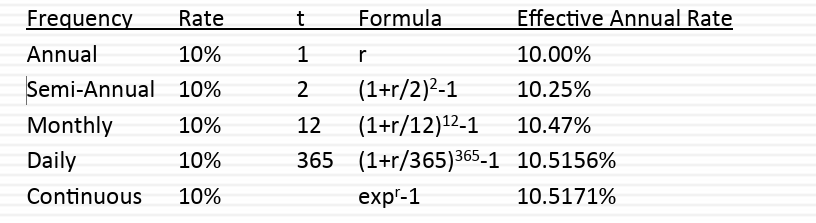 Frequency Rate t Formula Effective Annual Rate
Annual 10% 1 r 10.00%
Semi-Annual 10% 2 (1+r/2)²-1 10.25%
Monthly 10% 12 (1+r/12)¹²-1 10.47%
Daily 10% 365 (1+r/365)³⁶⁵-1 10.5156%
Continuous 10% expʳ-1 10.5171%